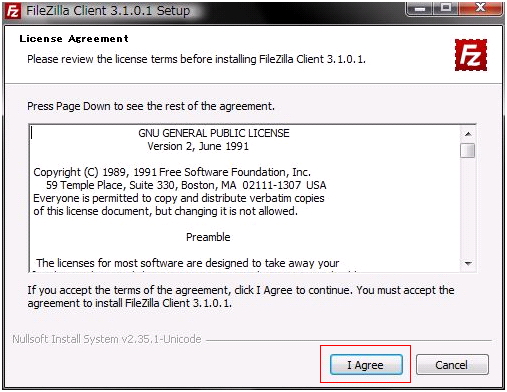 FileZilla Client 3.1.0.1 Setup
License Agreement
Please review the license terms before installing FileZilla Client 3.1.0.1.
Fz
Press Page Down to see the rest of the agreement.
GNU GENERAL PUBLIC LICENSE
Version 2, June 1991
Copyright (C) 1989, 1991 Free Software Foundation, Inc.
59 Temple Place, Suite 330, Boston, MA 02111-1307 USA
Everyone is permitted to copy and distribute verbatim copies
of this license document, but changing it is not allowed.
Preamble
The licenses for most software are designed to take away your
If you accept the terms of the agreement, click I Agree to continue. You must accept the
agreement to install FileZilla Client 3.1.0.1.
Nullsoft Install System v2.35.1-Unicode
I Agree
Cancel